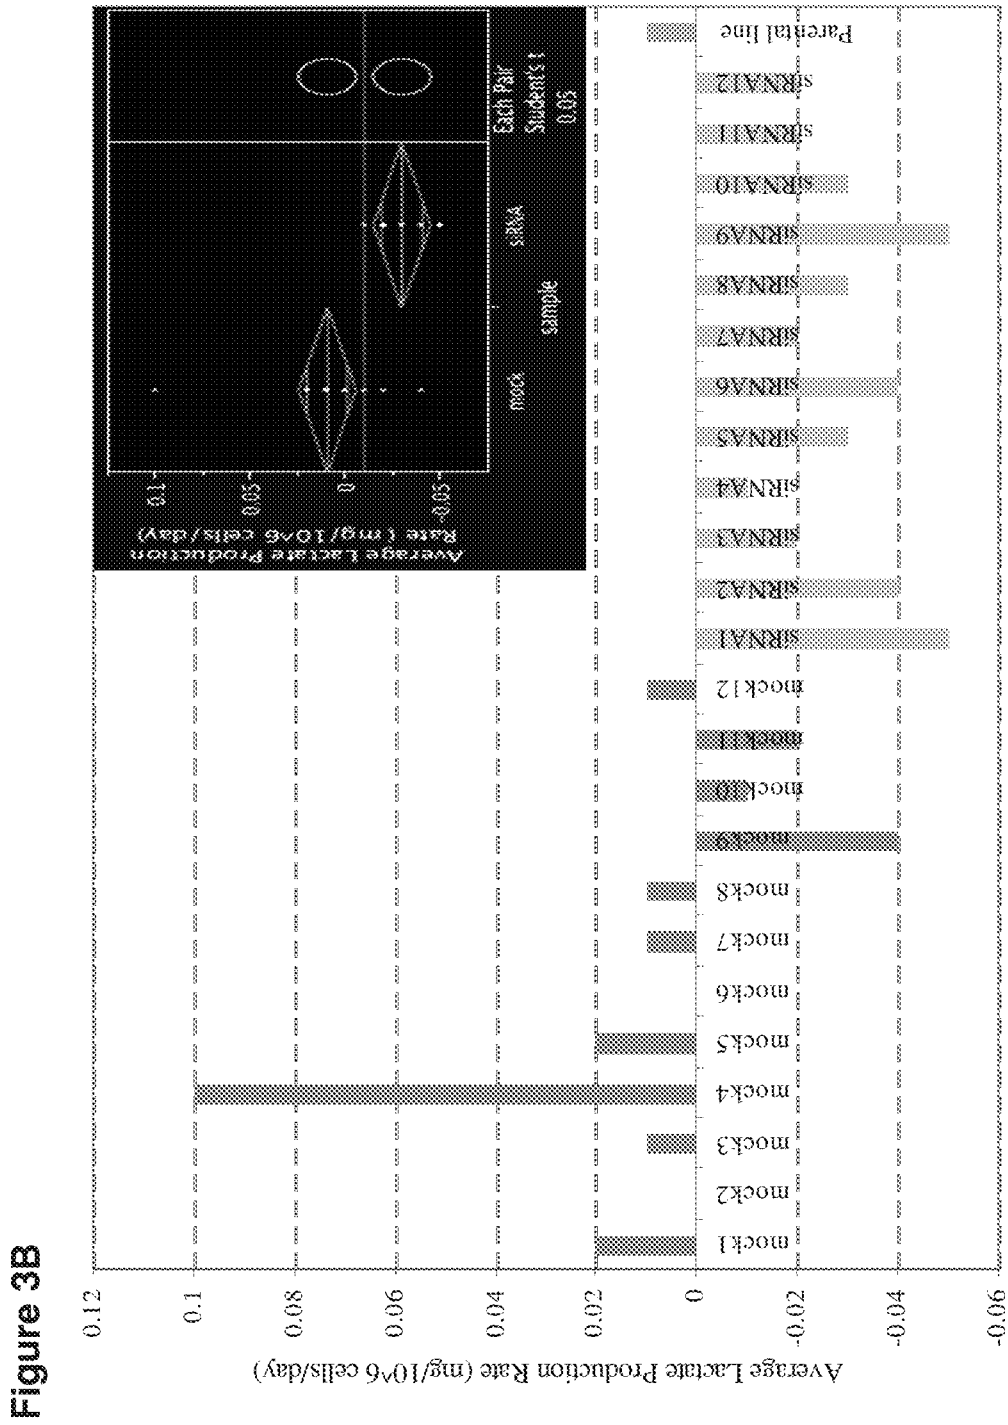 Figure 3B
Average Lactate Production Rate (mg/10^6 cells/day)
0.12
0.1
0.08
0.06
0.04
0.02
0
-0.02
-0.04
-0.06
mock1
mock2
mock3
mock4
mock5
mock6
mock7
mock8
mock9
mock10
mock11
mock12
siRNA1
siRNA2
siRNA3
siRNA4
siRNA5
siRNA6
siRNA7
siRNA8
siRNA9
siRNA10
siRNA11
siRNA12
Parental line
Average Lactate Production
Rate (mg/10^6 cells/day)
0.1
0.05
0
-0.05
mock
siRNA
sample
Each Pair
Student's t
0.05